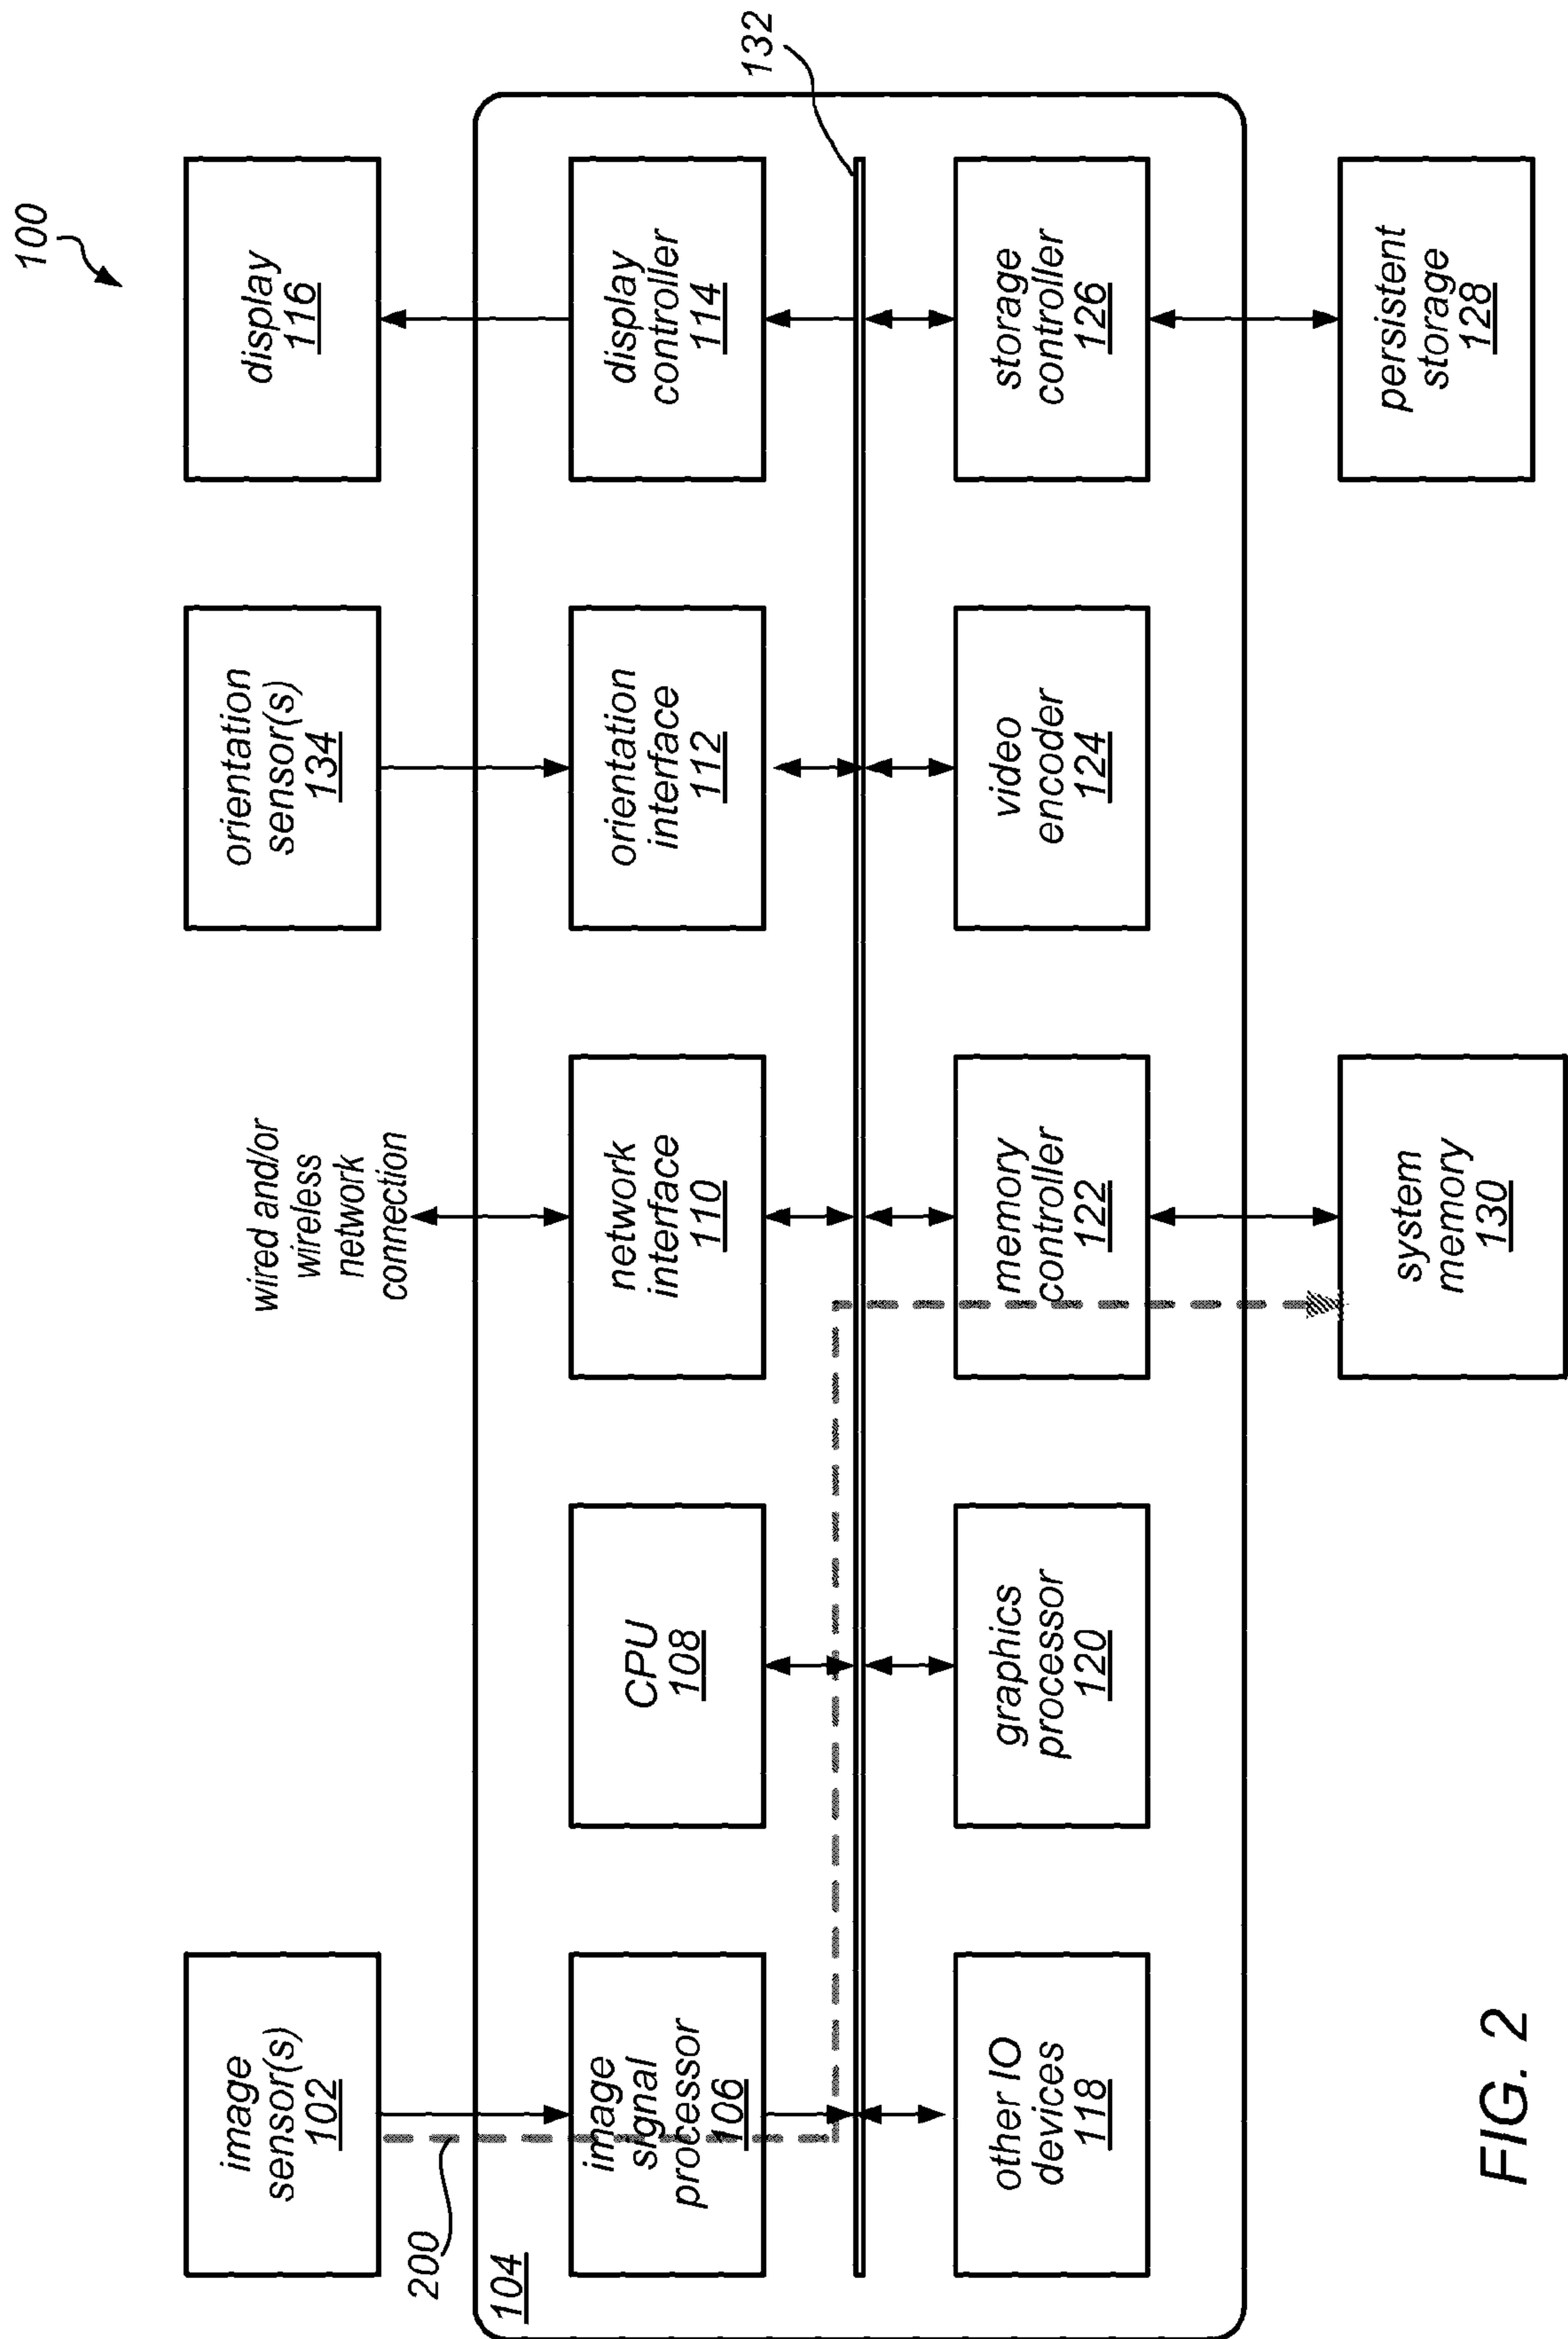 100
image
sensor(s)
102
wired and/or
wireless
network
connection
orientation
sensor(s)
134
display
116
200
104
image
signal
processor
106
CPU
108
network
interface
110
orientation
interface
112
display
controller
114
132
other IO
devices
118
graphics
processor
120
memory
controller
122
video
encoder
124
storage
controller
126
system
memory
130
persistent
storage
128
FIG. 2